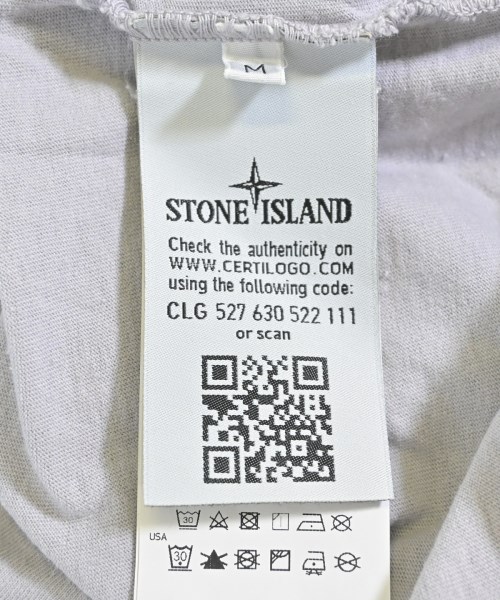 M
STONE ISLAND
Check the authenticity on
WWW.CERTILOGO.COM
using the following code:
CLG 527 630 522 111
or scan
30
USA
30